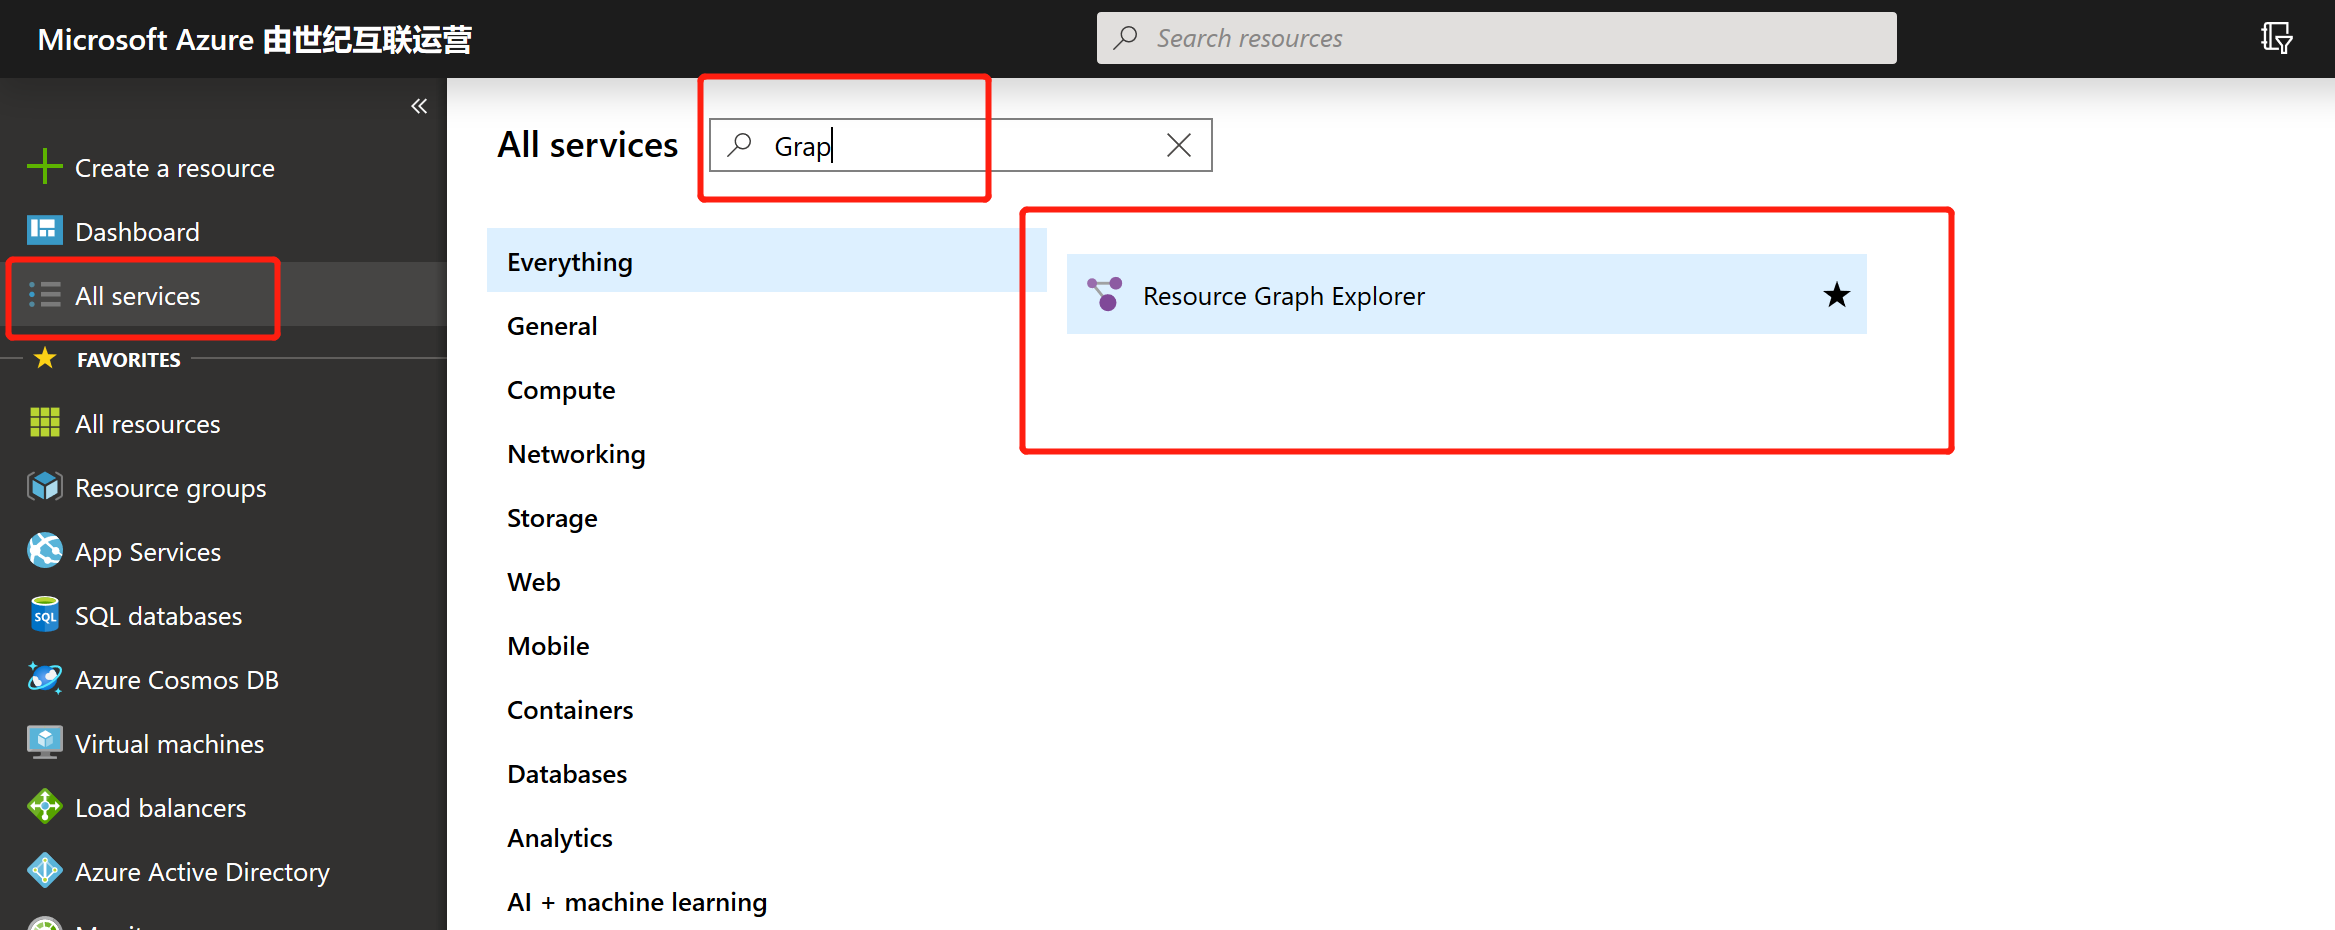 Microsoft Azure 由世纪互联运营
Search resources
Create a resource
Dashboard
All services
FAVORITES
All resources
Resource groups
App Services
SQL
SQL databases
Azure Cosmos DB
Virtual machines
Load balancers
Azure Active Directory
All services
Grap
Everything
General
Compute
Networking
Storage
Web
Mobile
Containers
Databases
Analytics
AI + machine learning
Resource Graph Explorer